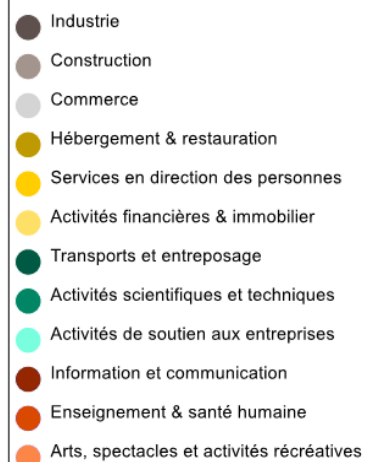 Industrie
Construction
Commerce
Hébergement & restauration
Services en direction des personnes
Activités financières & immobilier
Transports et entreposage
Activités scientifiques et techniques
Activités de soutien aux entreprises
Information et communication
Enseignement & santé humaine
Arts, spectacles et activités récréatives